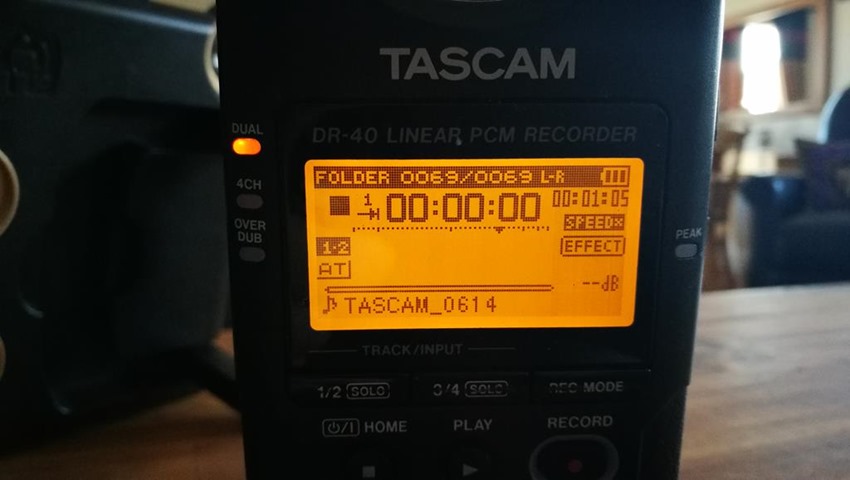 TASCAM
DR-40 LINEAR PCM RECORDER
DUAL
4CH
OVER
DUB
PEAK
FOLDER 0069/0069 L-R
1
00:00:00
00:01:05
SPEED×
1·2
EFFECT
AT
--dB
TASCAM_0614
TRACK/INPUT
1/2 SOLO
3/4 SOLO
REC MODE
⏻/I HOME
PLAY
RECORD